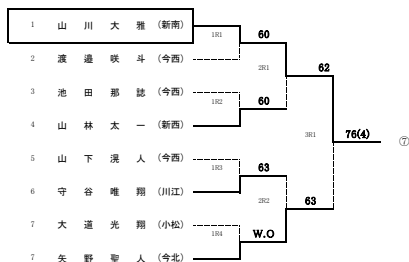 1 山 川 大 雅 (新南)
1R1 60
2 渡 邉 咲 斗 (今西)
2R1 62
3 池 田 那 誌 (今西)
1R2 60
4 山 林 太 一 (新西)
3R1 76(4) ⑦
5 山 下 滉 人 (今西)
1R3 63
6 守 谷 唯 翔 (川江)
2R2 63
7 大 道 光 翔 (小松)
1R4 W.O
7 矢 野 聖 人 (今北)